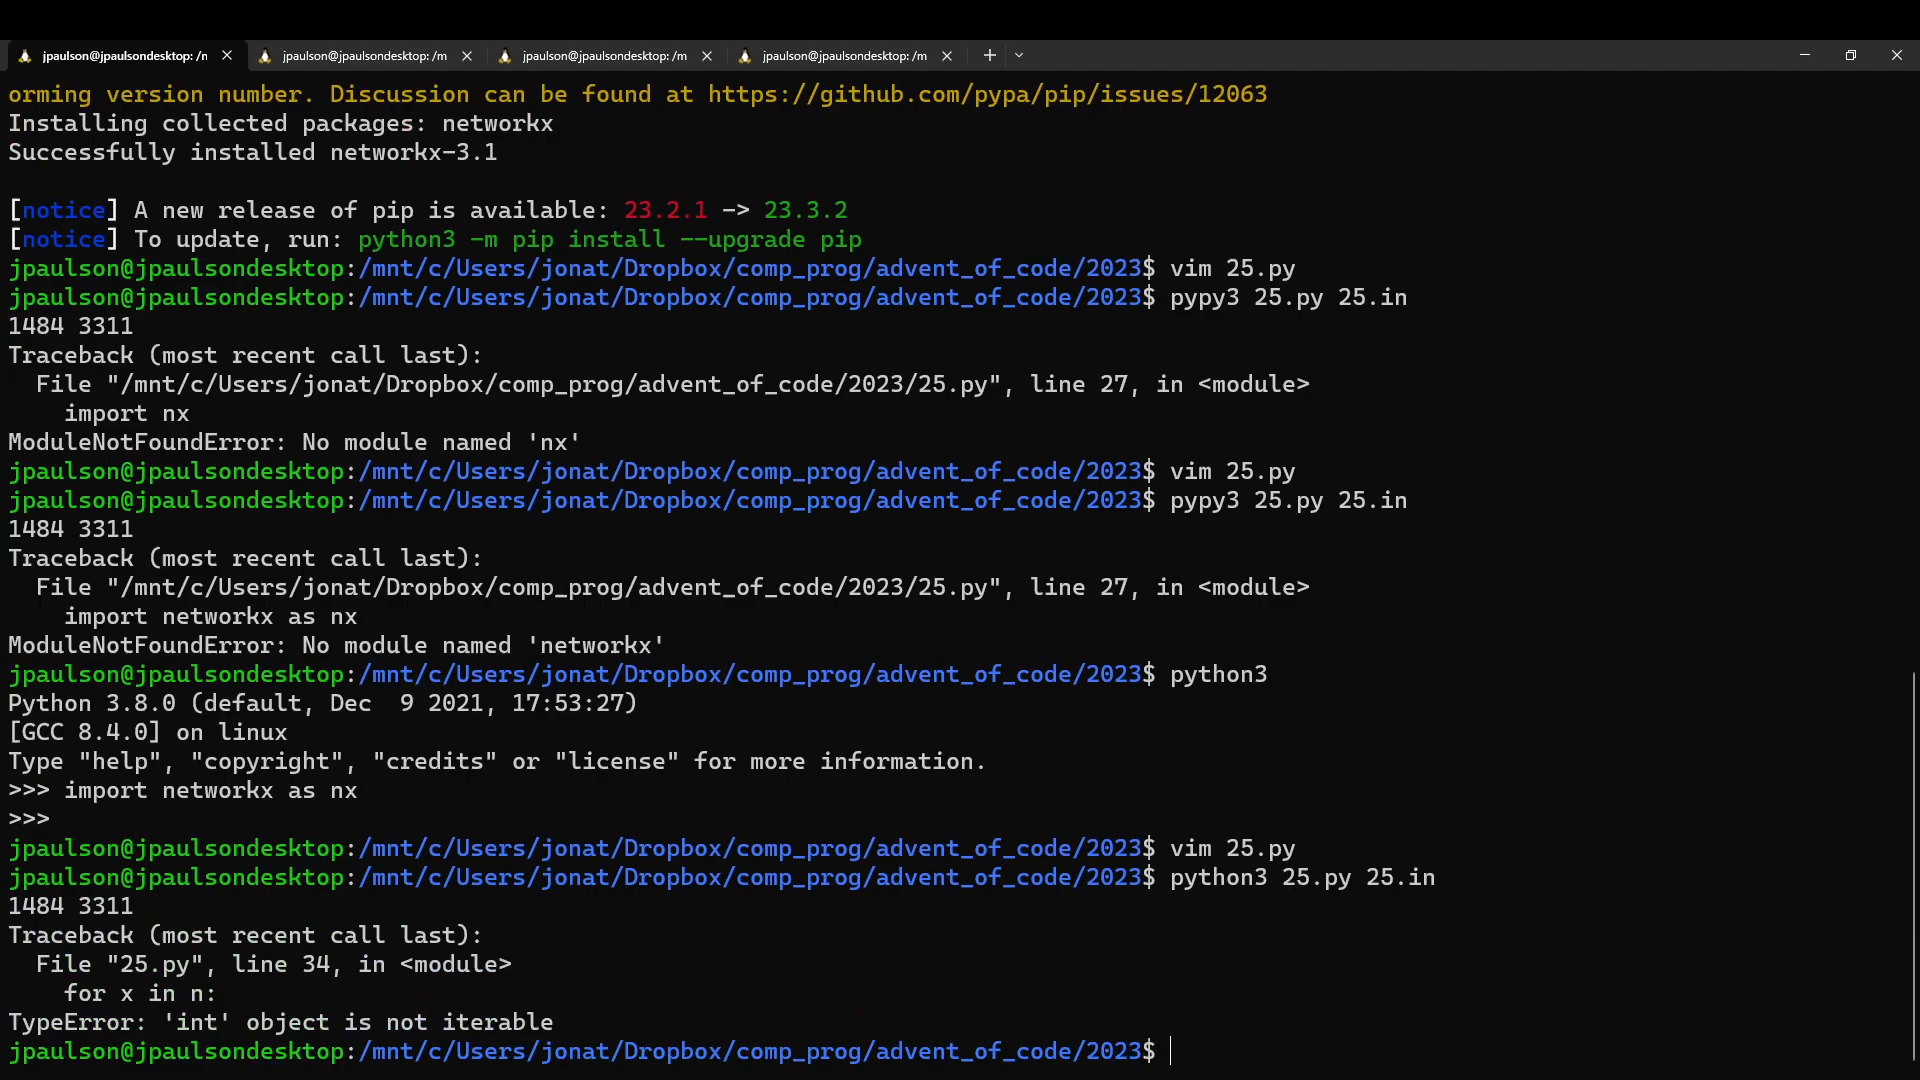 jpaulson@jpaulsondesktop: /n
jpaulson@jpaulsondesktop: /m
jpaulson@jpaulsondesktop: /m
jpaulson@jpaulsondesktop: /m
orming version number. Discussion can be found at https://github.com/pypa/pip/issues/12063
Installing collected packages: networkx
Successfully installed networkx-3.1
[notice] A new release of pip is available: 23.2.1 -> 23.3.2
[notice] To update, run: python3 -m pip install --upgrade pip
jpaulson@jpaulsondesktop:/mnt/c/Users/jonat/Dropbox/comp_prog/advent_of_code/2023$ vim 25.py
jpaulson@jpaulsondesktop:/mnt/c/Users/jonat/Dropbox/comp_prog/advent_of_code/2023$ pypy3 25.py 25.in
1484 3311
Traceback (most recent call last):
  File "/mnt/c/Users/jonat/Dropbox/comp_prog/advent_of_code/2023/25.py", line 27, in <module>
    import nx
ModuleNotFoundError: No module named 'nx'
jpaulson@jpaulsondesktop:/mnt/c/Users/jonat/Dropbox/comp_prog/advent_of_code/2023$ vim 25.py
jpaulson@jpaulsondesktop:/mnt/c/Users/jonat/Dropbox/comp_prog/advent_of_code/2023$ pypy3 25.py 25.in
1484 3311
Traceback (most recent call last):
  File "/mnt/c/Users/jonat/Dropbox/comp_prog/advent_of_code/2023/25.py", line 27, in <module>
    import networkx as nx
ModuleNotFoundError: No module named 'networkx'
jpaulson@jpaulsondesktop:/mnt/c/Users/jonat/Dropbox/comp_prog/advent_of_code/2023$ python3
Python 3.8.0 (default, Dec  9 2021, 17:53:27)
[GCC 8.4.0] on linux
Type "help", "copyright", "credits" or "license" for more information.
>>> import networkx as nx
>>>
jpaulson@jpaulsondesktop:/mnt/c/Users/jonat/Dropbox/comp_prog/advent_of_code/2023$ vim 25.py
jpaulson@jpaulsondesktop:/mnt/c/Users/jonat/Dropbox/comp_prog/advent_of_code/2023$ python3 25.py 25.in
1484 3311
Traceback (most recent call last):
  File "25.py", line 34, in <module>
    for x in n:
TypeError: 'int' object is not iterable
jpaulson@jpaulsondesktop:/mnt/c/Users/jonat/Dropbox/comp_prog/advent_of_code/2023$